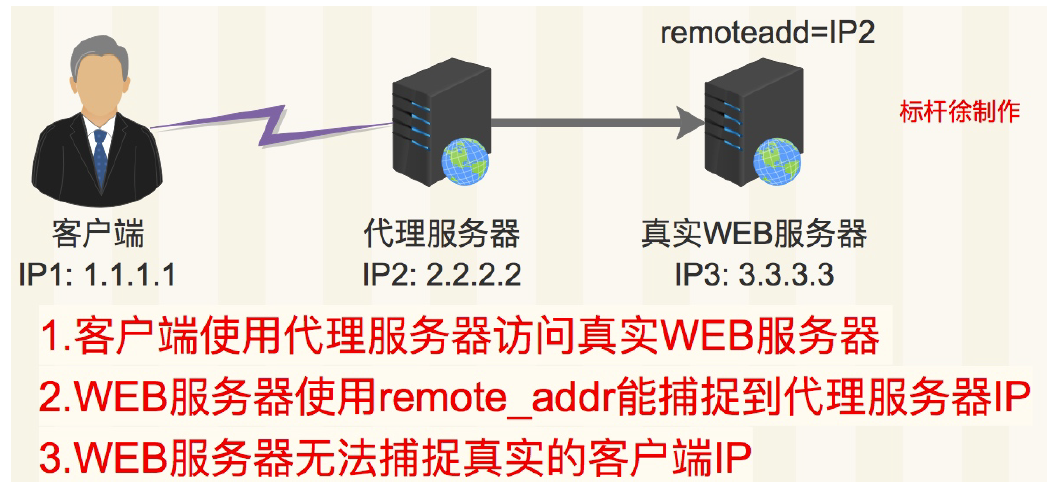 remoteadd=IP2
标杆徐制作
客户端
代理服务器
真实WEB服务器
IP1: 1.1.1.1
IP2: 2.2.2.2
IP3: 3.3.3.3
1.客户端使用代理服务器访问真实WEB服务器
2.WEB服务器使用remote_addr能捕捉到代理服务器IP
3.WEB服务器无法捕捉真实的客户端IP